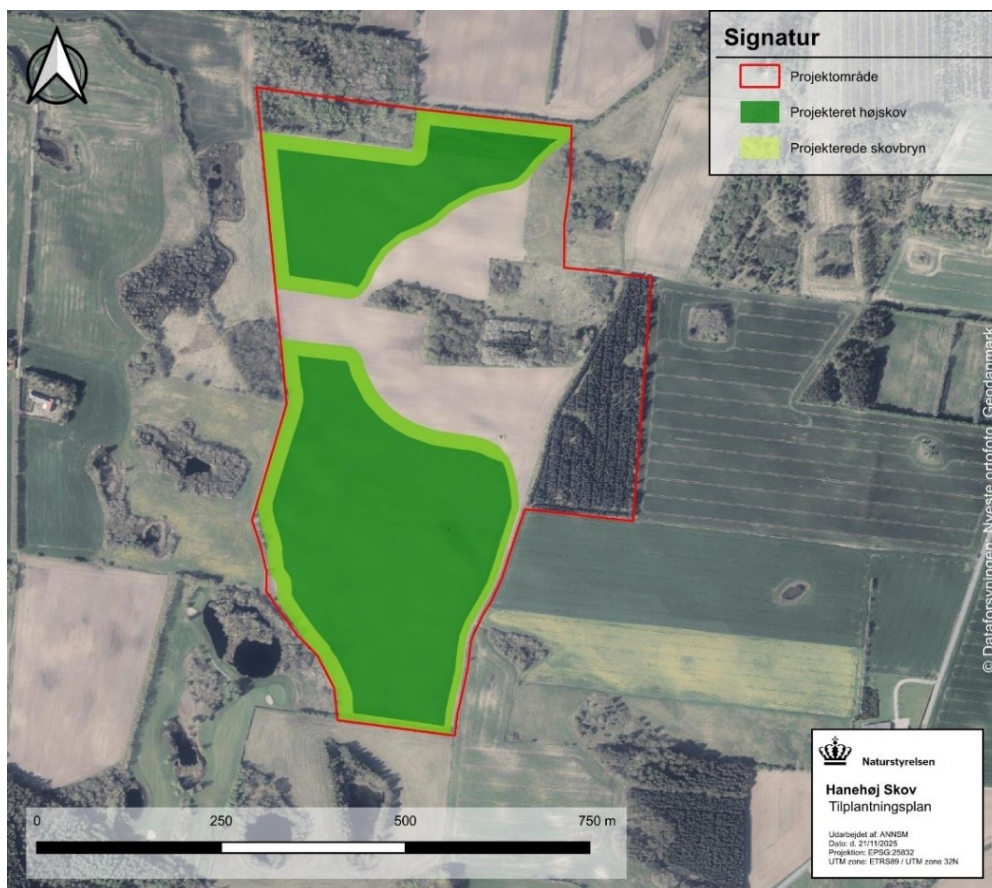 Signatur
Projektområde
Projekteret højskov
Projekterede skovbryn
© Dataforsyningen: Nyeste ortofoto, Geodanmark
Naturstyrelsen
Hanehøj Skov
Tilplantningsplan
Udarbejdet af: ANNSM
Dato: d. 21/11/2025
Projektion: EPSG:25832
UTM zone: ETRS89 / UTM zone 32N
0
250
500
750 m